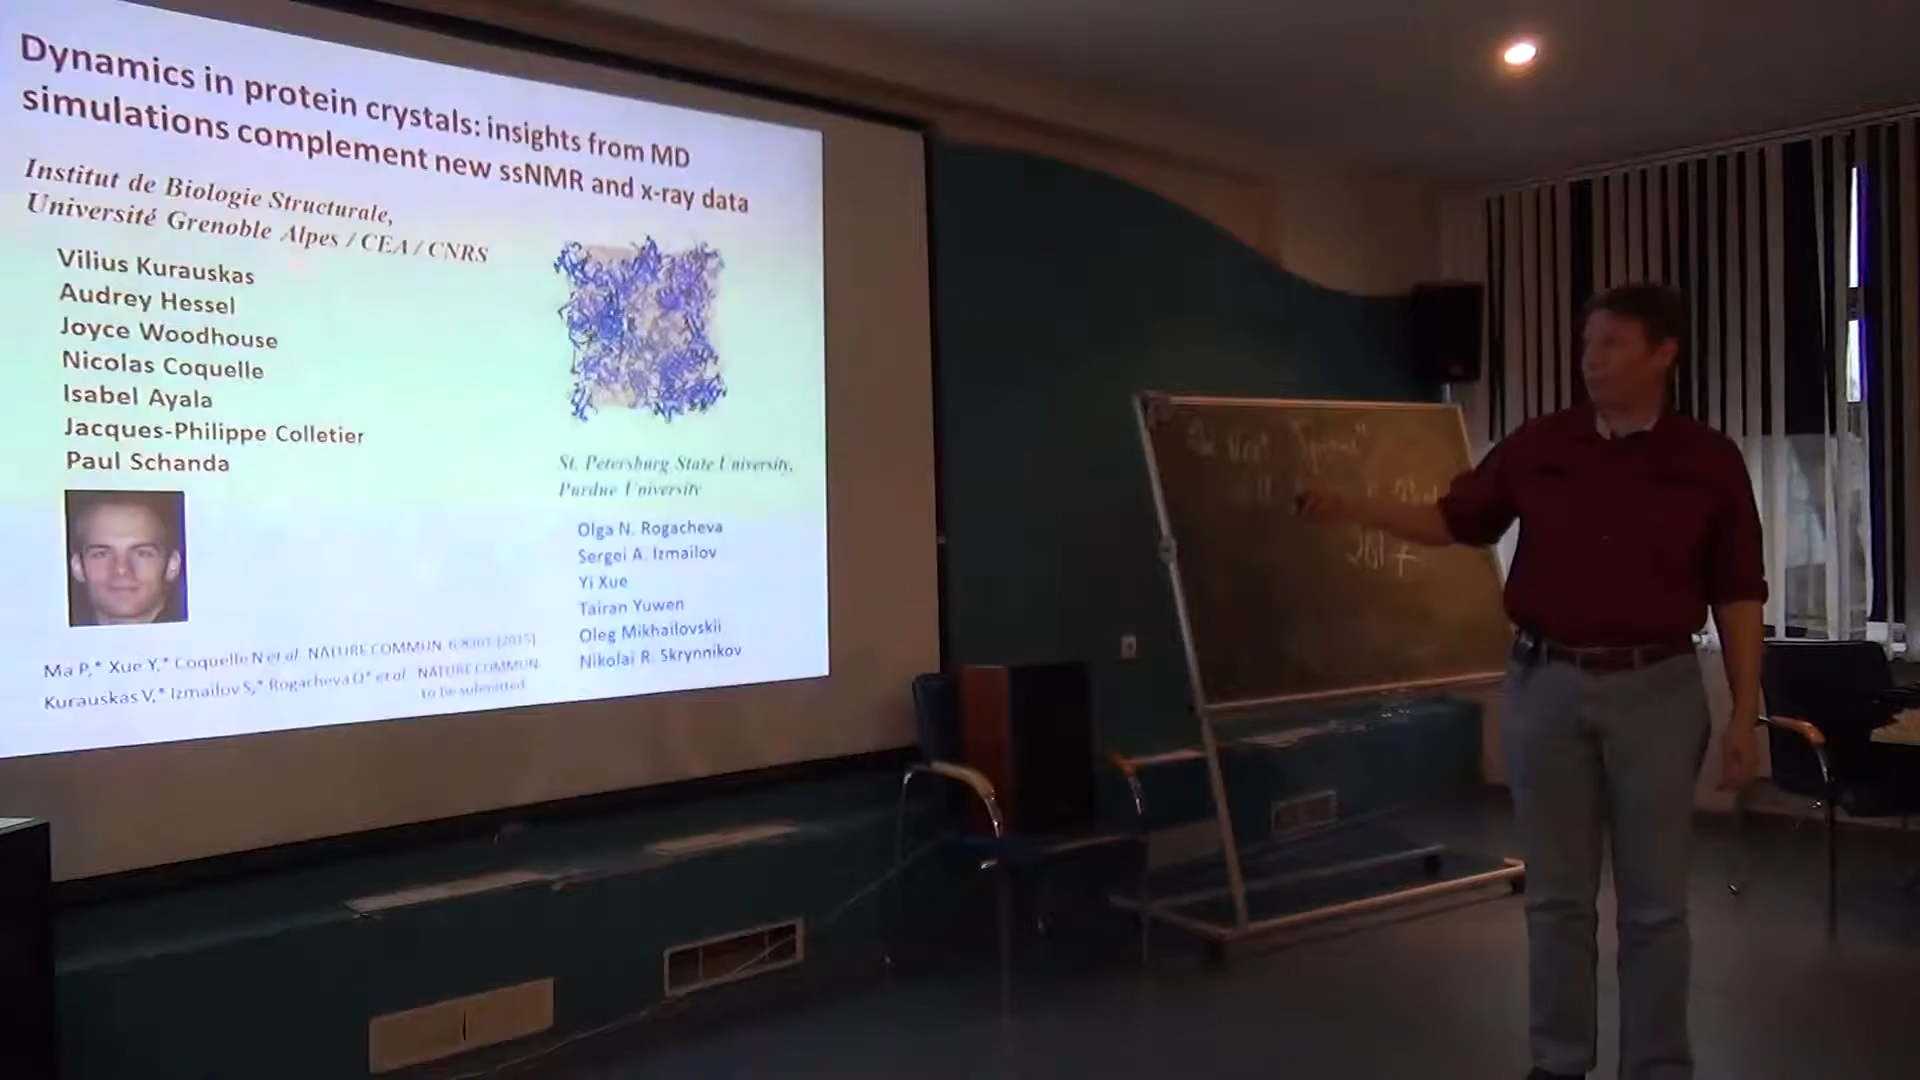 Dynamics in protein crystals: insights from MD
simulations complement new ssNMR and x-ray data
Institut de Biologie Structurale,
Université Grenoble Alpes / CEA / CNRS
Vilius Kurauskas
Audrey Hessel
Joyce Woodhouse
Nicolas Coquelle
Isabel Ayala
Jacques-Philippe Colletier
Paul Schanda
St. Petersburg State University,
Purdue University
Olga N. Rogacheva
Sergei A. Izmailov
Yi Xue
Tairan Yuwen
Oleg Mikhailovskii
Nikolai R. Skrynnikov
Ma P,* Xue Y,* Coquelle N et al NATURE COMMUN. (2015)
Kurauskas V,* Izmailov S,* Rogacheva O* et al NATURE COMMUN.
to be submitted